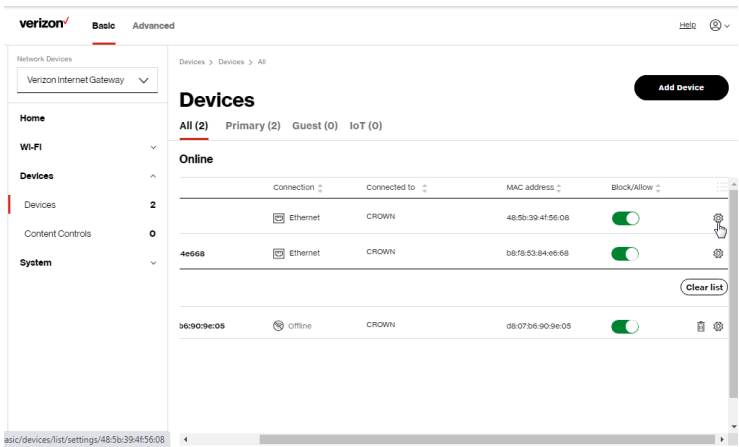 verizon✓ Basic Advanced Help
Network Devices
Verizon Internet Gateway
Home
Wi-Fi
Devices
Devices 2
Content Controls 0
System
Devices > Devices > All
Add Device
Devices
All (2) Primary (2) Guest (0) IoT (0)
Online
Connection Connected to MAC address Block/Allow
Ethernet CROWN 48:5b:39:4f:56:08
4e668 Ethernet CROWN b8:f8:53:84:e6:68
Clear list
b6:90:9e:05 Offline CROWN d8:07:b6:90:9e:05
asic/devices/list/settings/48:5b:39:4f:56:08